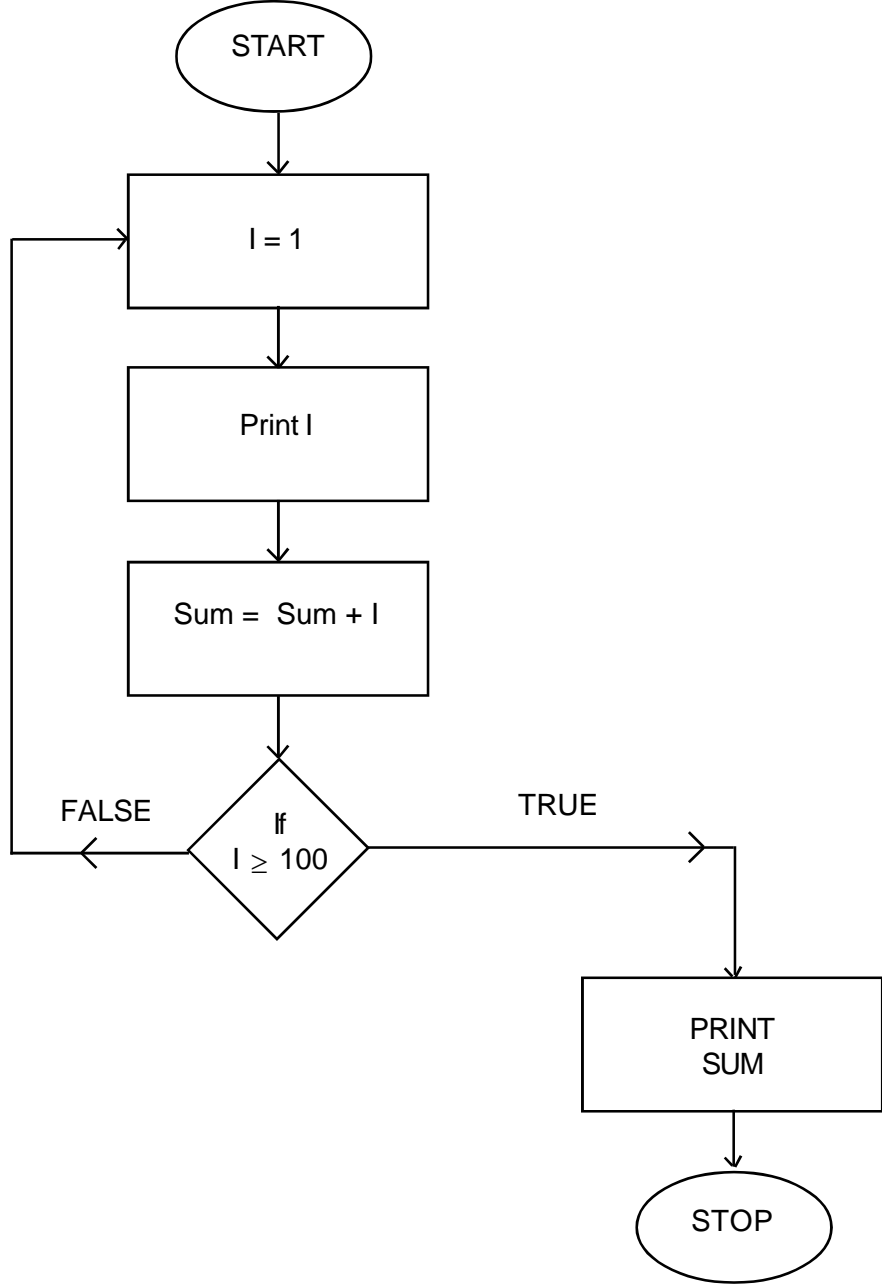 START
I = 1
Print I
Sum = Sum + I
FALSE
TRUE
If
I ≥ 100
PRINT
SUM
STOP